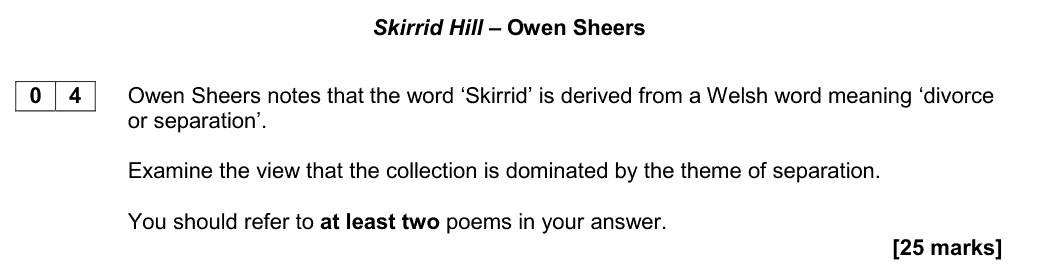 Skirrid Hill – Owen Sheers
0 4 Owen Sheers notes that the word ‘Skirrid’ is derived from a Welsh word meaning ‘divorce
or separation’.
Examine the view that the collection is dominated by the theme of separation.
You should refer to at least two poems in your answer.
[25 marks]